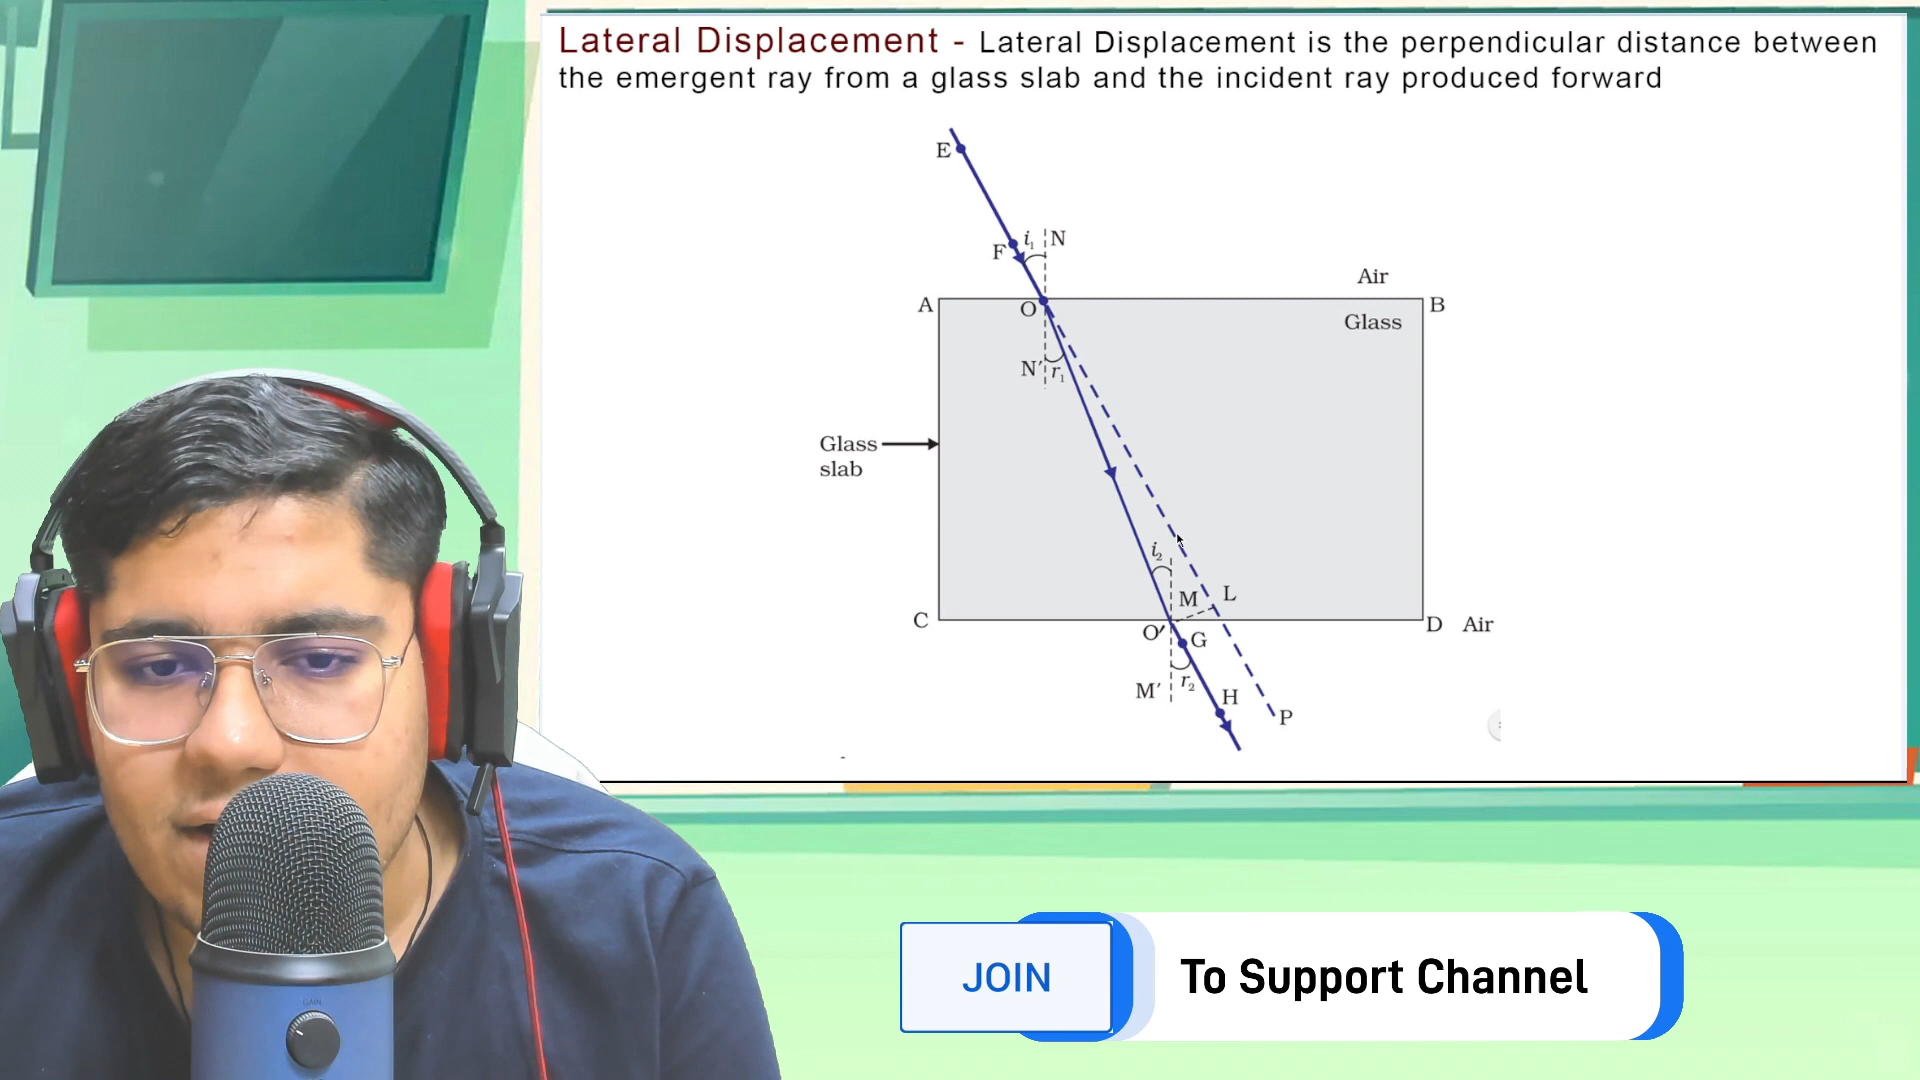 Lateral Displacement - Lateral Displacement is the perpendicular distance between
the emergent ray from a glass slab and the incident ray produced forward
E
F i₁ N
Air
A O B
Glass
N′ r₁
Glass
slab
i₂
M L
C O′ G D Air
M′ r₂ H
P
JOIN To Support Channel
GAIN